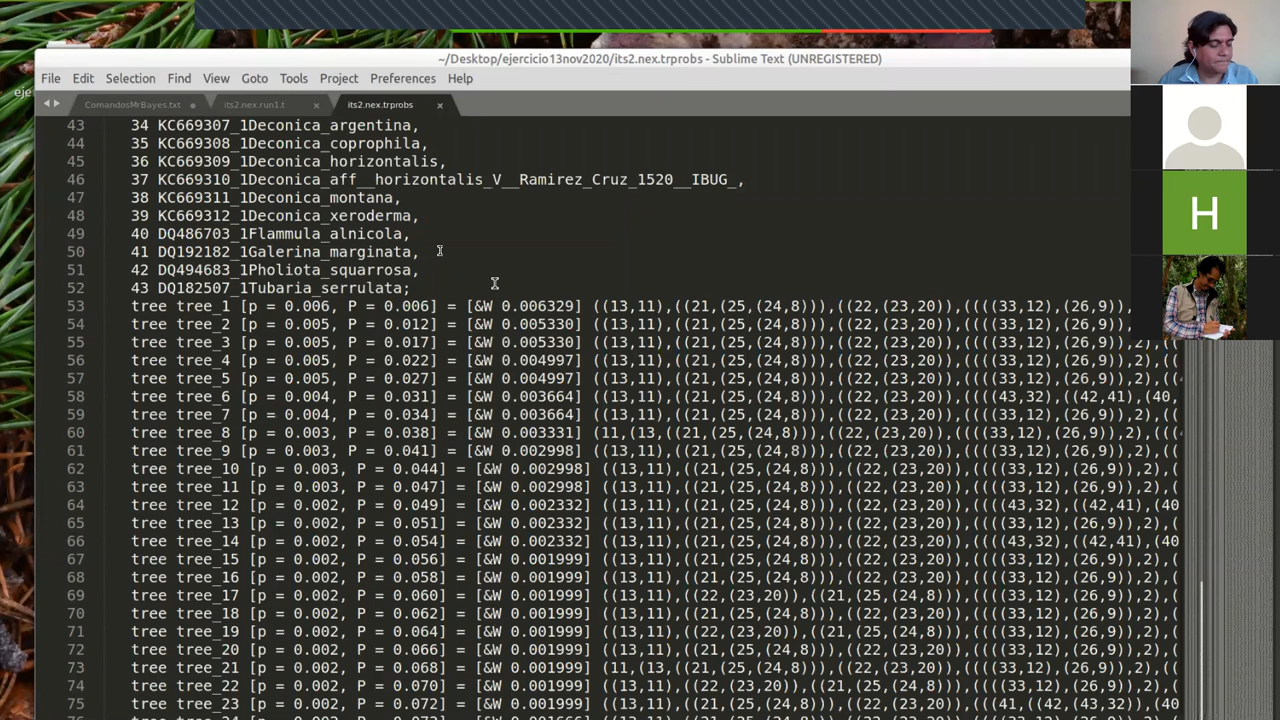 ~/Desktop/ejercicio13nov2020/its2.nex.trprobs - Sublime Text (UNREGISTERED)
File Edit Selection Find View Goto Tools Project Preferences Help
ComandosMrBayes.txt its2.nex.run1.t its2.nex.trprobs
43 34 KC669307_1Deconica_argentina,
44 35 KC669308_1Deconica_coprophila,
45 36 KC669309_1Deconica_horizontalis,
46 37 KC669310_1Deconica_aff__horizontalis_V__Ramirez_Cruz_1520__IBUG_,
47 38 KC669311_1Deconica_montana,
48 39 KC669312_1Deconica_xeroderma,
49 40 DQ486703_1Flammula_alnicola,
50 41 DQ192182_1Galerina_marginata,
51 42 DQ494683_1Pholiota_squarrosa,
52 43 DQ182507_1Tubaria_serrulata;
53 tree tree_1 [p = 0.006, P = 0.006] = [&W 0.006329] ((13,11),((21,(25,(24,8))),((22,(23,20)),((((33,12),(26,9)),
54 tree tree_2 [p = 0.005, P = 0.012] = [&W 0.005330] ((13,11),((21,(25,(24,8))),((22,(23,20)),((((33,12),(26,9)),
55 tree tree_3 [p = 0.005, P = 0.017] = [&W 0.005330] ((13,11),((21,(25,(24,8))),((22,(23,20)),((((33,12),(26,9)),
56 tree tree_4 [p = 0.005, P = 0.022] = [&W 0.004997] ((13,11),((21,(25,(24,8))),((22,(23,20)),((((33,12),(26,9)),2),(
57 tree tree_5 [p = 0.005, P = 0.027] = [&W 0.004997] ((13,11),((21,(25,(24,8))),((22,(23,20)),((((33,12),(26,9)),2),((
58 tree tree_6 [p = 0.004, P = 0.031] = [&W 0.003664] ((13,11),((21,(25,(24,8))),((22,(23,20)),((((43,32),((42,41),(40,
59 tree tree_7 [p = 0.004, P = 0.034] = [&W 0.003664] ((13,11),((21,(25,(24,8))),((22,(23,20)),((((33,12),(26,9)),2),((
60 tree tree_8 [p = 0.003, P = 0.038] = [&W 0.003331] (11,(13,((21,(25,(24,8))),((22,(23,20)),((((33,12),(26,9)),2),((((
61 tree tree_9 [p = 0.003, P = 0.041] = [&W 0.002998] ((13,11),((21,(25,(24,8))),((22,(23,20)),((((33,12),(26,9)),2),((
62 tree tree_10 [p = 0.003, P = 0.044] = [&W 0.002998] ((13,11),((21,(25,(24,8))),((22,(23,20)),((((33,12),(26,9)),2),(
63 tree tree_11 [p = 0.003, P = 0.047] = [&W 0.002998] ((13,11),((21,(25,(24,8))),((22,(23,20)),((((33,12),(26,9)),2),(
64 tree tree_12 [p = 0.002, P = 0.049] = [&W 0.002332] ((13,11),((21,(25,(24,8))),((22,(23,20)),((((43,32),((42,41),(40
65 tree tree_13 [p = 0.002, P = 0.051] = [&W 0.002332] ((13,11),((21,(25,(24,8))),((22,(23,20)),((((33,12),(26,9)),2),(
66 tree tree_14 [p = 0.002, P = 0.054] = [&W 0.002332] ((13,11),((21,(25,(24,8))),((22,(23,20)),((((43,32),((42,41),(40
67 tree tree_15 [p = 0.002, P = 0.056] = [&W 0.001999] ((13,11),((21,(25,(24,8))),((22,(23,20)),((((33,12),(26,9)),2),(
68 tree tree_16 [p = 0.002, P = 0.058] = [&W 0.001999] ((13,11),((21,(25,(24,8))),((22,(23,20)),((((33,12),(26,9)),2),(
69 tree tree_17 [p = 0.002, P = 0.060] = [&W 0.001999] ((13,11),((22,(23,20)),((21,(25,(24,8))),((((33,12),(26,9)),2),(
70 tree tree_18 [p = 0.002, P = 0.062] = [&W 0.001999] ((13,11),((21,(25,(24,8))),((22,(23,20)),((((33,12),(26,9)),2),(
71 tree tree_19 [p = 0.002, P = 0.064] = [&W 0.001999] ((13,11),((22,(23,20)),((21,(25,(24,8))),((((33,12),(26,9)),2),(
72 tree tree_20 [p = 0.002, P = 0.066] = [&W 0.001999] ((13,11),((21,(25,(24,8))),((22,(23,20)),((((33,12),(26,9)),2),(
73 tree tree_21 [p = 0.002, P = 0.068] = [&W 0.001999] (11,(13,((21,(25,(24,8))),((22,(23,20)),((((33,12),(26,9)),2),((
74 tree tree_22 [p = 0.002, P = 0.070] = [&W 0.001999] ((13,11),((22,(23,20)),((21,(25,(24,8))),((((33,12),(26,9)),2),(
75 tree tree_23 [p = 0.002, P = 0.072] = [&W 0.001999] ((13,11),((21,(25,(24,8))),((22,(23,20)),(((41,((42,(43,32)),(40
H